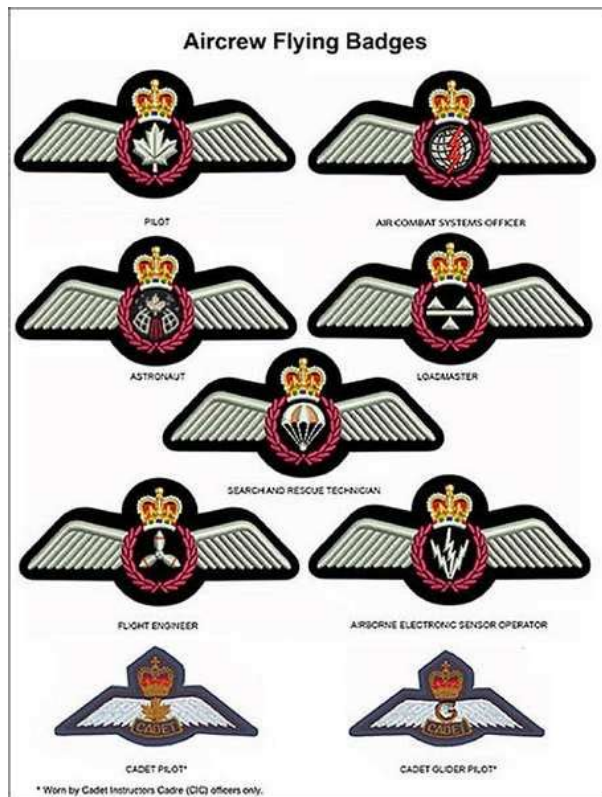 Aircrew Flying Badges
PILOT
AIR COMBAT SYSTEMS OFFICER
ASTRONAUT
LOADMASTER
SEARCH AND RESCUE TECHNICIAN
FLIGHT ENGINEER
AIRBORNE ELECTRONIC SENSOR OPERATOR
CADET
G
CADET
CADET PILOT*
CADET GLIDER PILOT*
* Worn by Cadet Instructors Cadre (CIC) officers only.